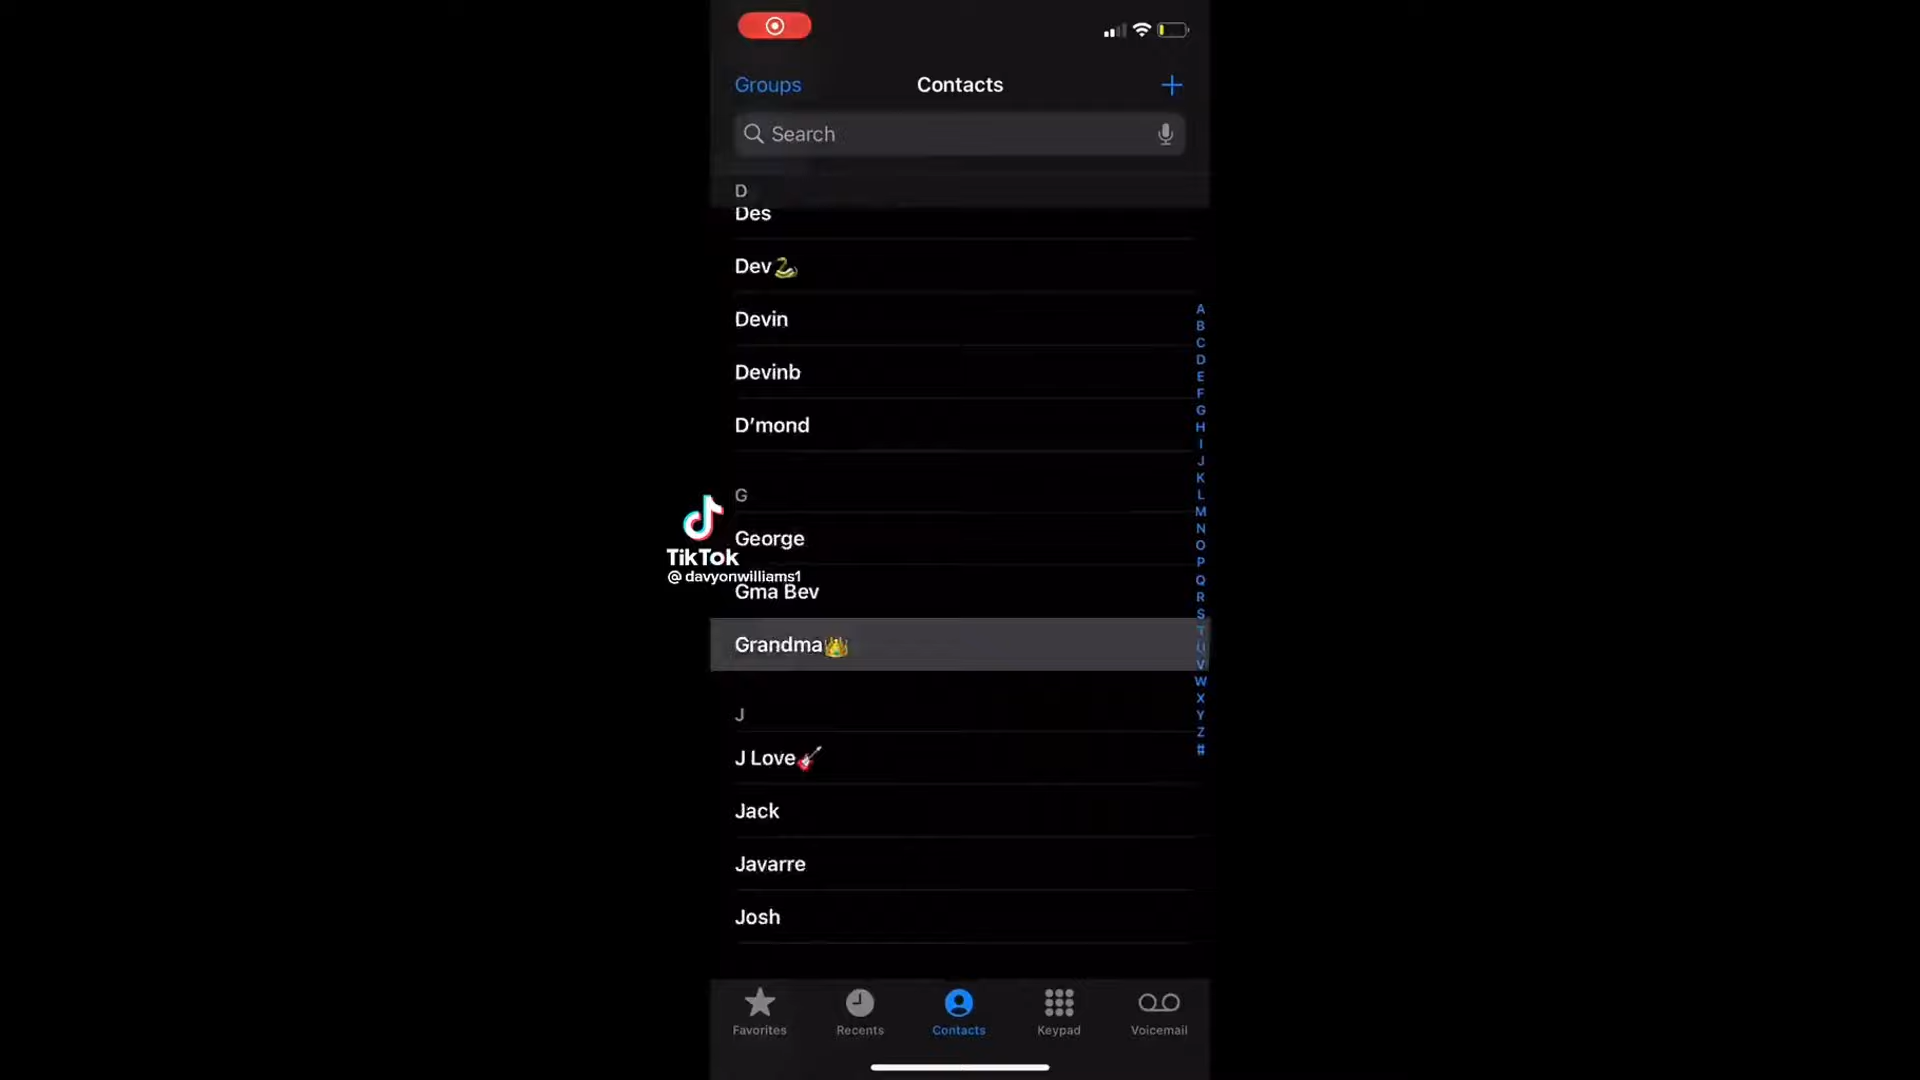 Groups
Contacts
Search
D
Des
Dev🐍
Devin
Devinb
D’mond
G
George
TikTok
@davyonwilliams1
Gma Bev
Grandma👑
J
J Love🎸
Jack
Javarre
Josh
A
B
C
D
E
F
G
H
I
J
K
L
M
N
O
P
Q
R
S
T
U
V
W
X
Y
Z
#
Favorites
Recents
Contacts
Keypad
Voicemail